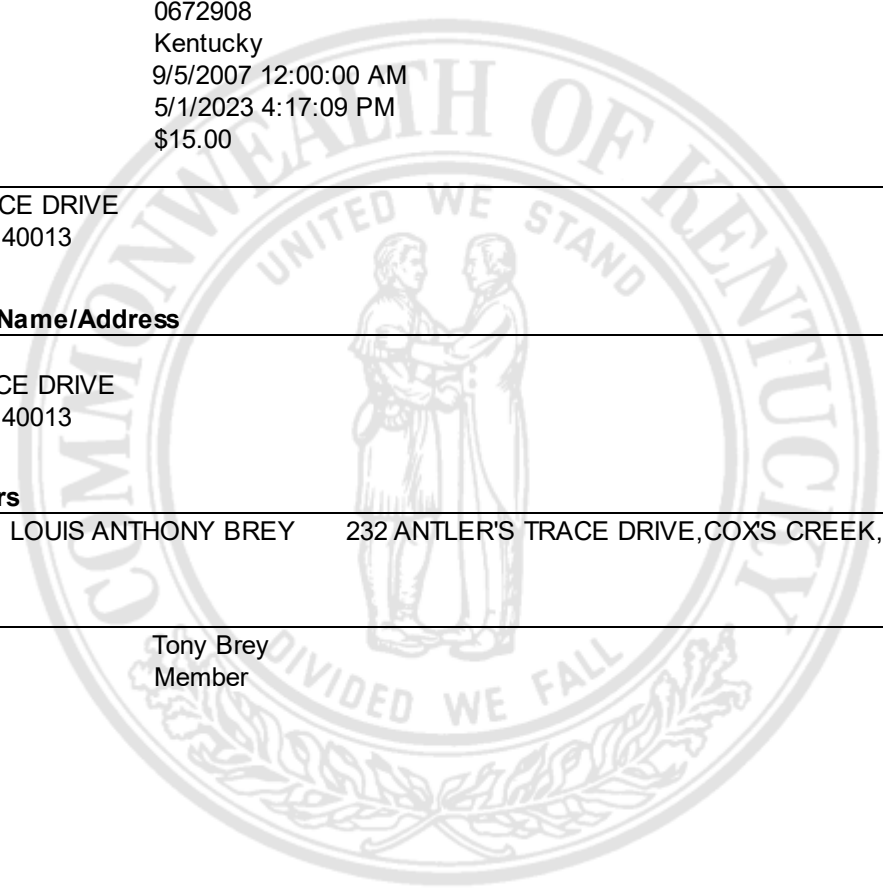 0672908
Kentucky
9/5/2007 12:00:00 AM
5/1/2023 4:17:09 PM
$15.00
CE DRIVE
40013
Name/Address
CE DRIVE
40013
rs
LOUIS ANTHONY BREY 232 ANTLER'S TRACE DRIVE,COX'S CREEK,
Tony Brey
Member
COMMONWEALTH OF KENTUCKY
UNITED WE STAND
DIVIDED WE FALL